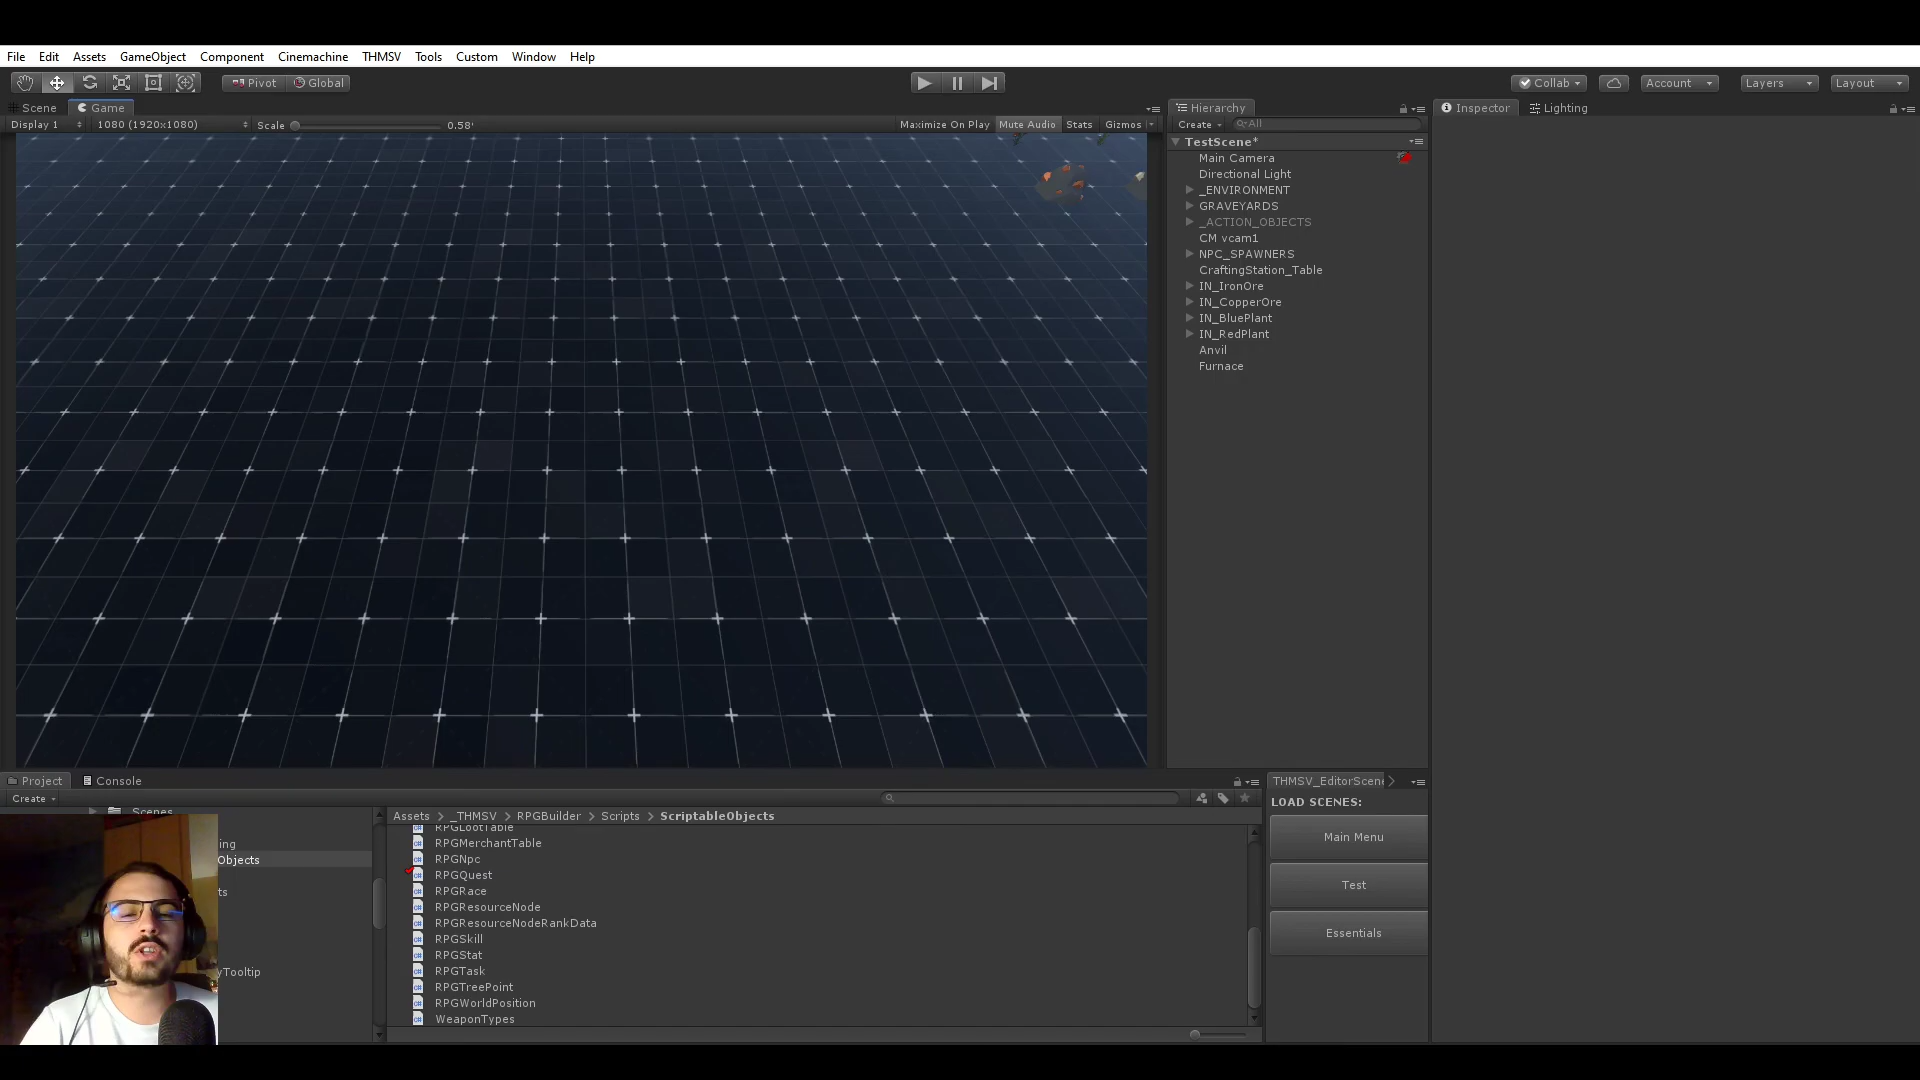 File Edit Assets GameObject Component Cinemachine THMSV Tools Custom Window Help
Pivot Global Collab Account Layers Layout
Scene Game
Display 1 1080 (1920x1080) Scale 0.58 Maximize On Play Mute Audio Stats Gizmos
Hierarchy
Create All
TestScene*
Main Camera
Directional Light
_ENVIRONMENT
GRAVEYARDS
_ACTION_OBJECTS
CM vcam1
NPC_SPAWNERS
CraftingStation_Table
IN_IronOre
IN_CopperOre
IN_BluePlant
IN_RedPlant
Anvil
Furnace
Inspector Lighting
Project Console
Create
Scenes
ing
Objects
ts
yTooltip
Assets > _THMSV > RPGBuilder > Scripts > ScriptableObjects
RPGLootTable
RPGMerchantTable
RPGNpc
RPGQuest
RPGRace
RPGResourceNode
RPGResourceNodeRankData
RPGSkill
RPGStat
RPGTask
RPGTreePoint
RPGWorldPosition
WeaponTypes
THMSV_EditorScene
LOAD SCENES:
Main Menu
Test
Essentials